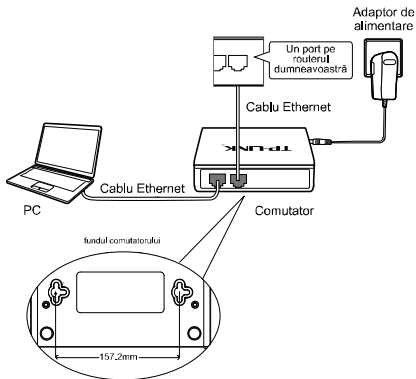 Adaptor de
alimentare
Un port pe
routerul
dumneavoastră
Cablu Ethernet
TP-LINK
Cablu Ethernet
PC
Comutator
fundul comutatorului
157.2mm